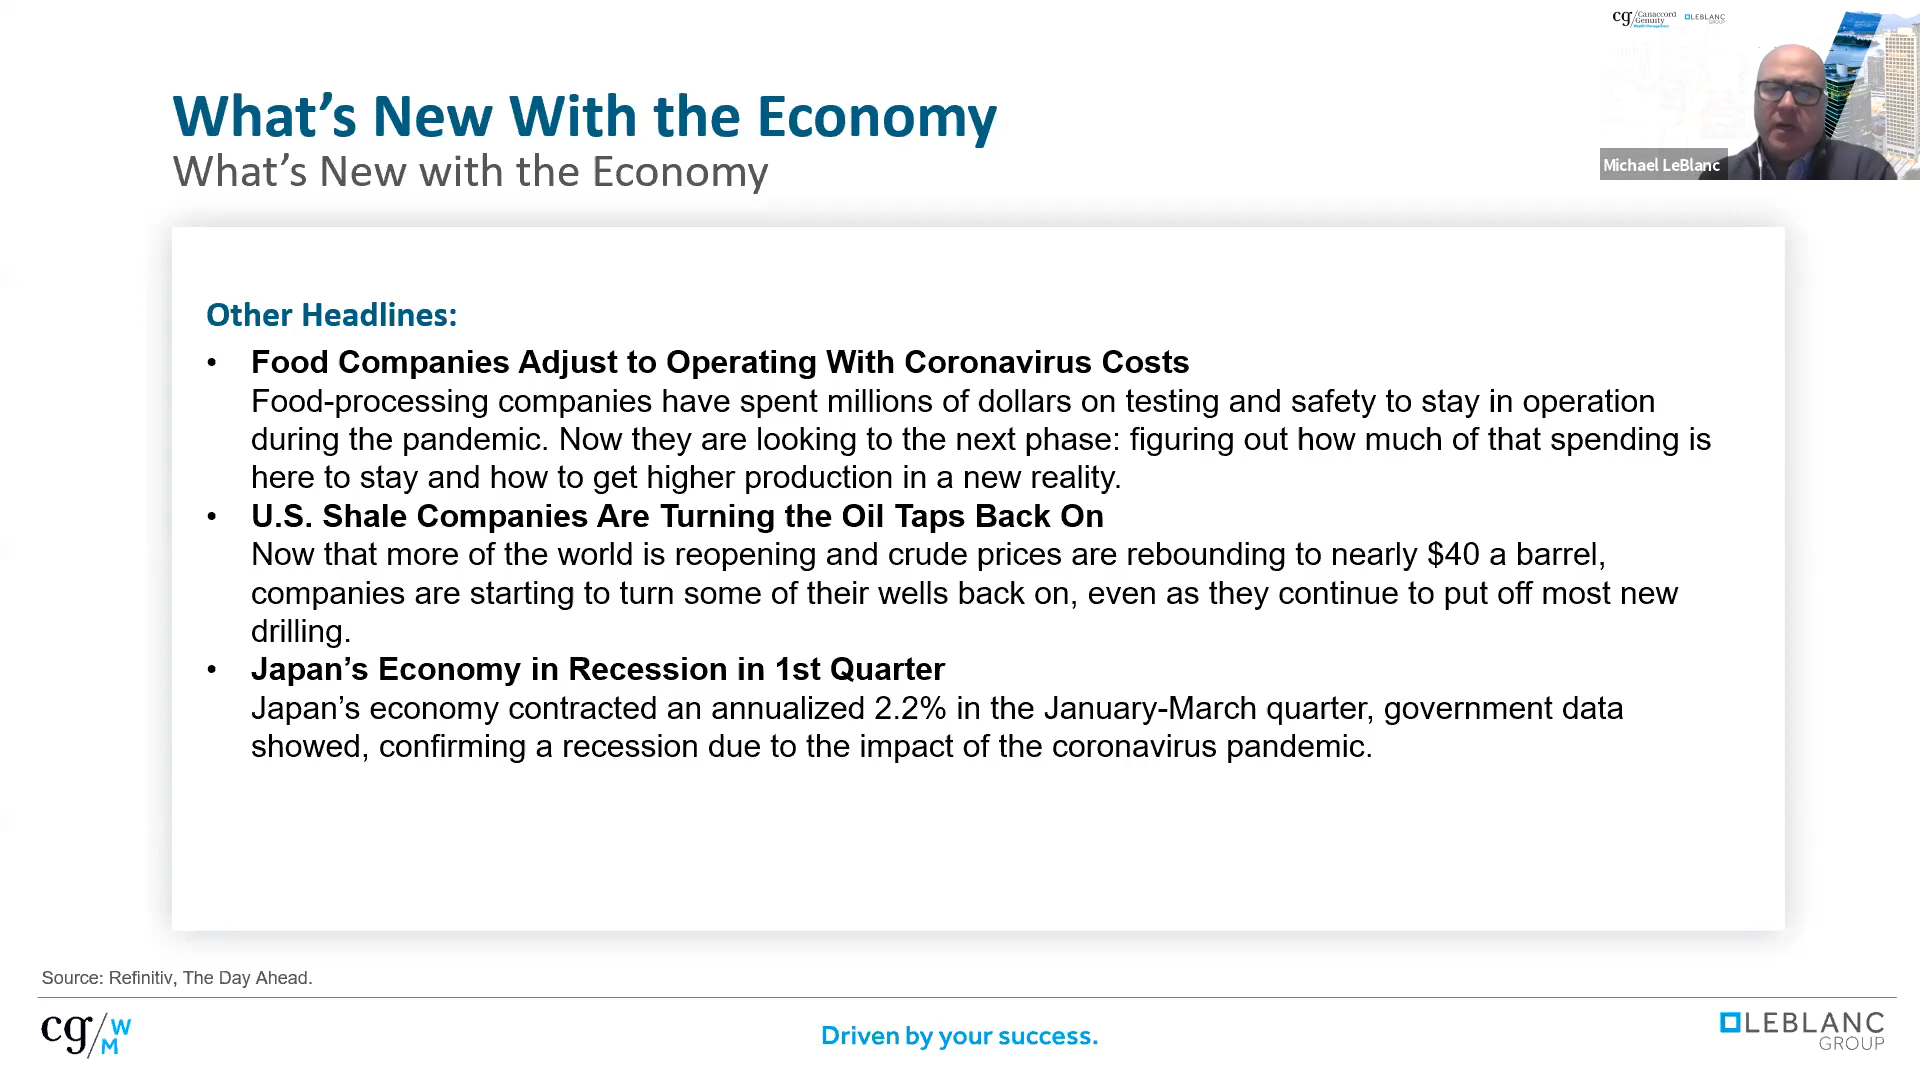 cg/Canaccord Genuity
Wealth Management
LEBLANC
GROUP
What’s New With the Economy
What’s New with the Economy
Michael LeBlanc
Other Headlines:
• Food Companies Adjust to Operating With Coronavirus Costs
Food-processing companies have spent millions of dollars on testing and safety to stay in operation
during the pandemic. Now they are looking to the next phase: figuring out how much of that spending is
here to stay and how to get higher production in a new reality.
• U.S. Shale Companies Are Turning the Oil Taps Back On
Now that more of the world is reopening and crude prices are rebounding to nearly $40 a barrel,
companies are starting to turn some of their wells back on, even as they continue to put off most new
drilling.
• Japan’s Economy in Recession in 1st Quarter
Japan’s economy contracted an annualized 2.2% in the January-March quarter, government data
showed, confirming a recession due to the impact of the coronavirus pandemic.
Source: Refinitiv, The Day Ahead.
cg/WM
Driven by your success.
LEBLANC
GROUP